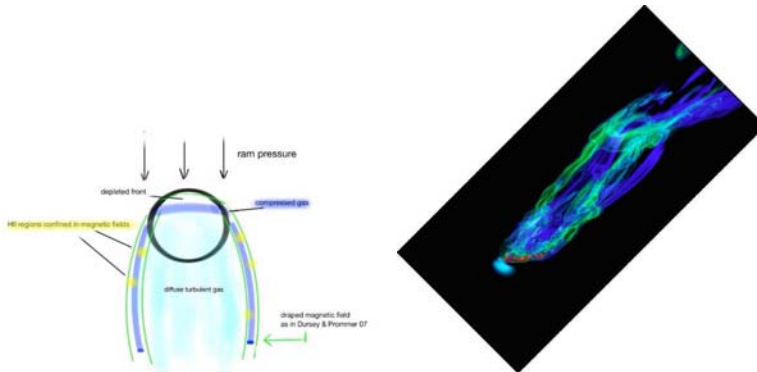 ram pressure
depleted front
compressed gas
HII regions confined in magnetic fields
diffuse turbulent gas
draped magnetic field
as in Dursey & Prommer 07